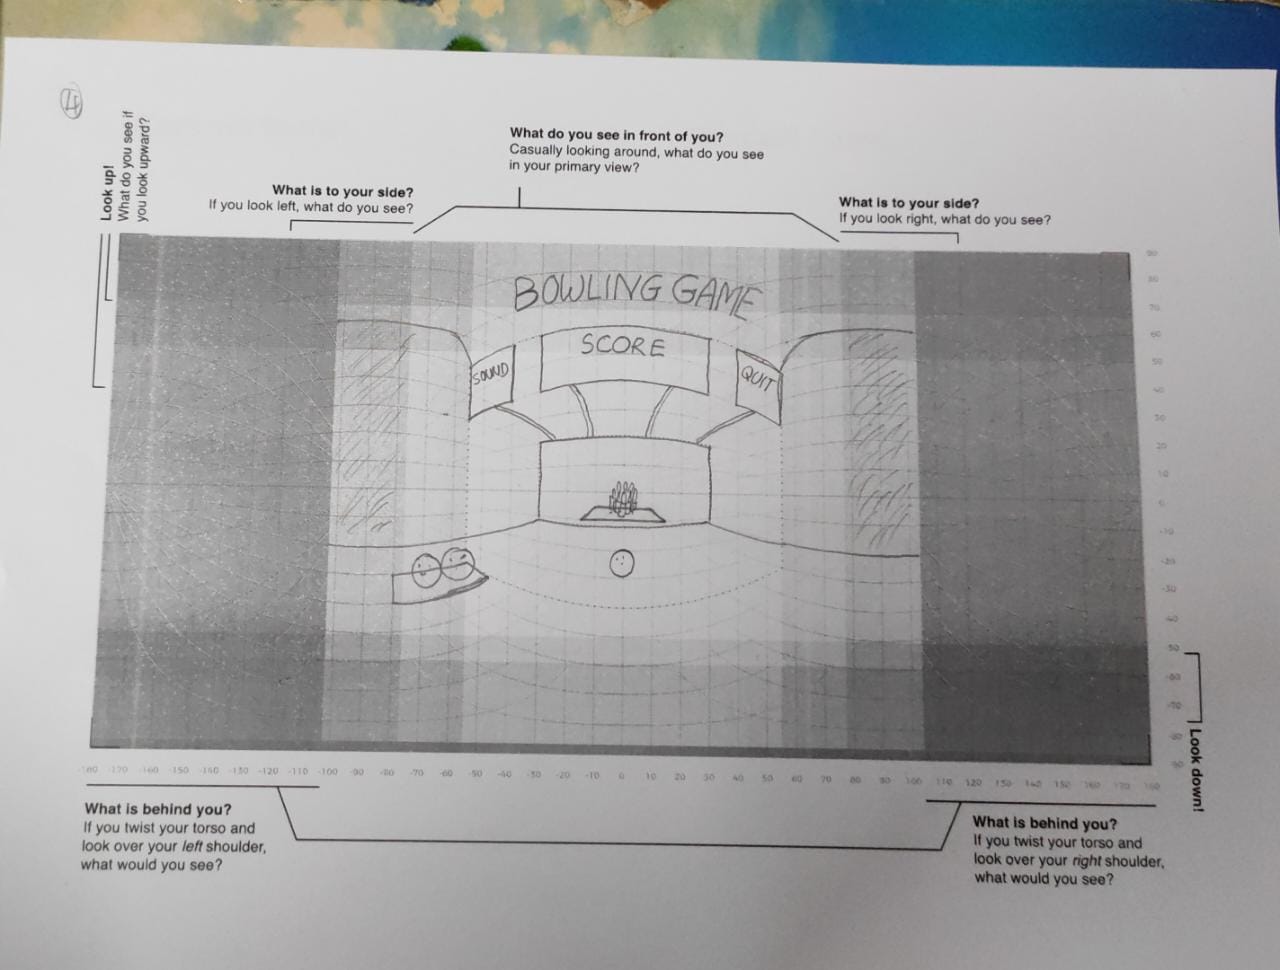 4
Look up!
What do you see if
you look upward?
What do you see in front of you?
Casually looking around, what do you see
in your primary view?
What is to your side?
If you look left, what do you see?
What is to your side?
If you look right, what do you see?
BOWLING GAME
SOUND
SCORE
QUIT
90
80
70
60
50
40
30
20
10
0
-10
-20
-30
-40
-50
-60
-70
-80
-90
Look down!
-180 -170 -160 -150 -140 -130 -120 -110 -100 -90 -80 -70 -60 -50 -40 -30 -20 -10 0 10 20 30 40 50 60 70 80 90 100 110 120 130 140 150 160 170 180
What is behind you?
If you twist your torso and
look over your left shoulder,
what would you see?
What is behind you?
If you twist your torso and
look over your right shoulder,
what would you see?